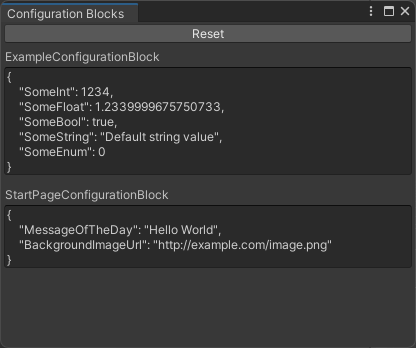 Configuration Blocks
Reset
ExampleConfigurationBlock
{
"SomeInt": 1234,
"SomeFloat": 1.2339999675750733,
"SomeBool": true,
"SomeString": "Default string value",
"SomeEnum": 0
}
StartPageConfigurationBlock
{
"MessageOfTheDay": "Hello World",
"BackgroundImageUrl": "http://example.com/image.png"
}